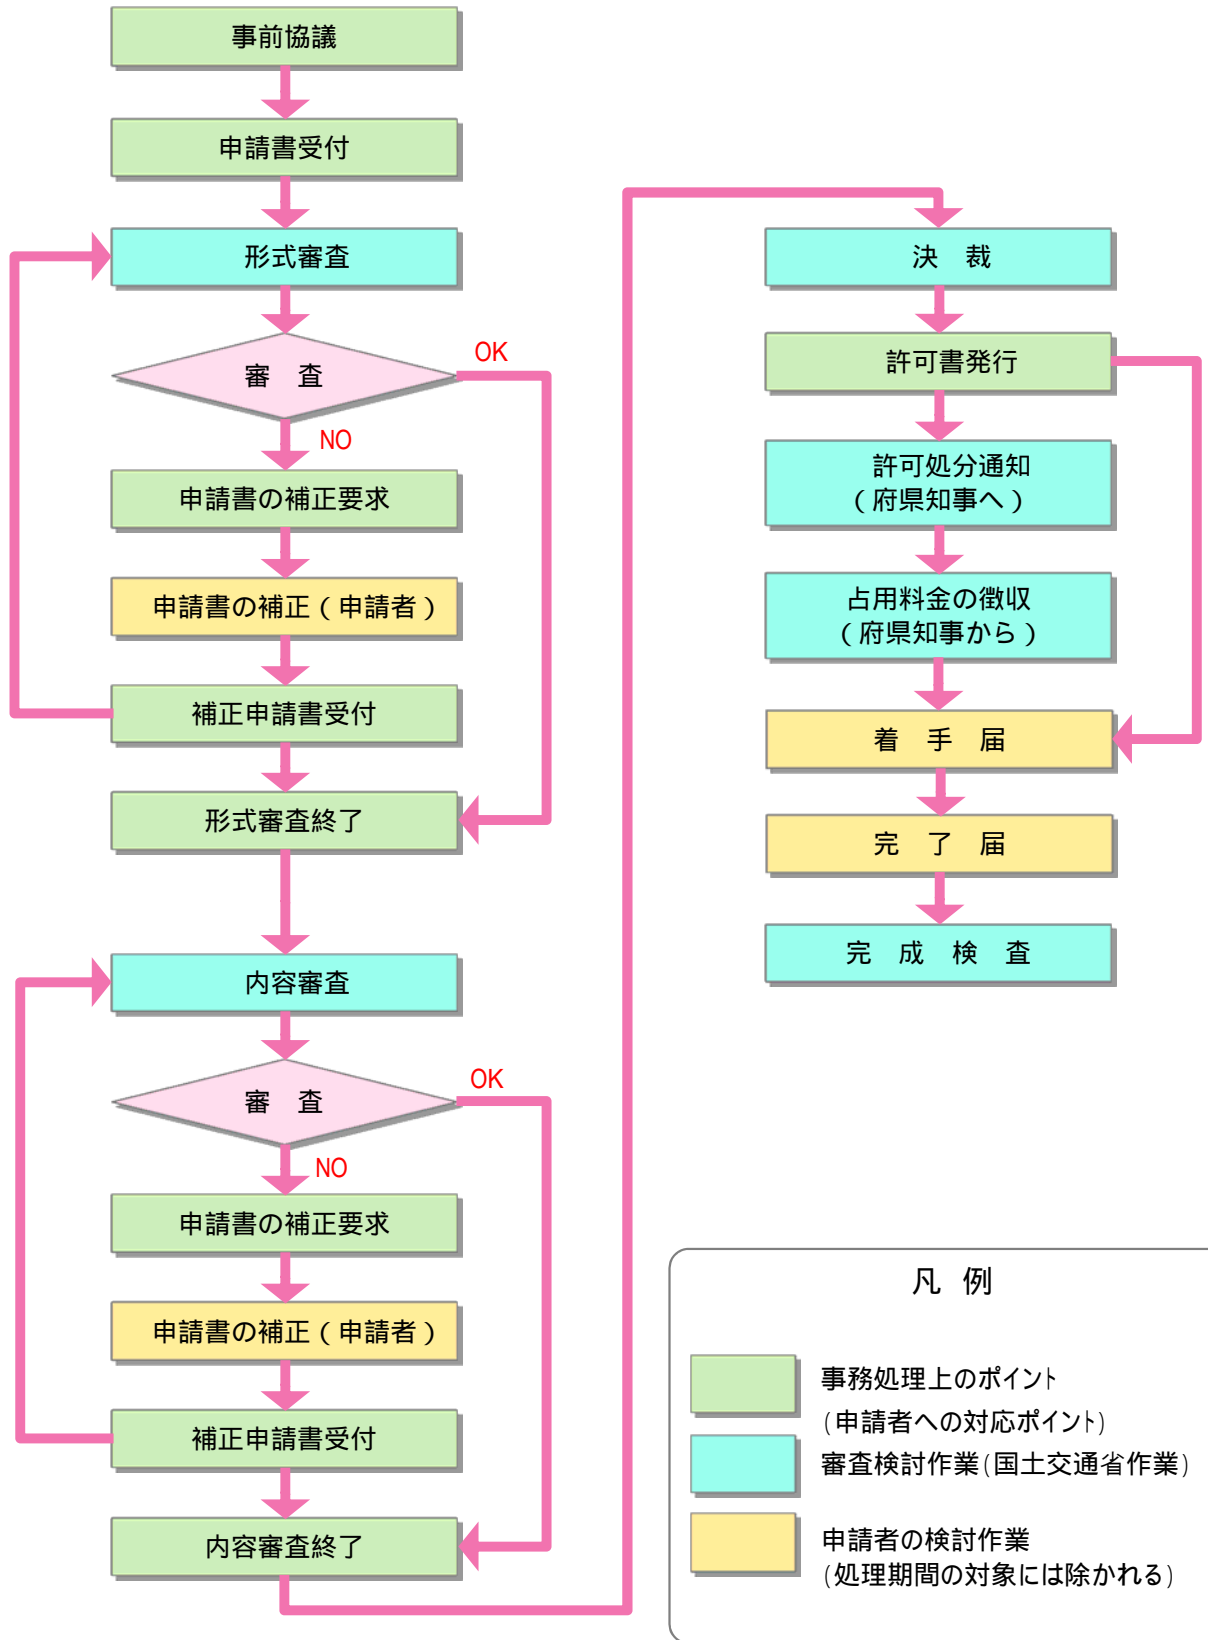 事前協議
申請書受付
形式審査
審　査
OK
NO
申請書の補正要求
申請書の補正（申請者）
補正申請書受付
形式審査終了
内容審査
審　査
OK
NO
申請書の補正要求
申請書の補正（申請者）
補正申請書受付
内容審査終了
決　裁
許可書発行
許可処分通知
（府県知事へ）
占用料金の徴収
（府県知事から）
着　手　届
完　了　届
完　成　検　査
凡 例
事務処理上のポイント
(申請者への対応ポイント)
審査検討作業(国土交通省作業)
申請者の検討作業
(処理期間の対象には除かれる)